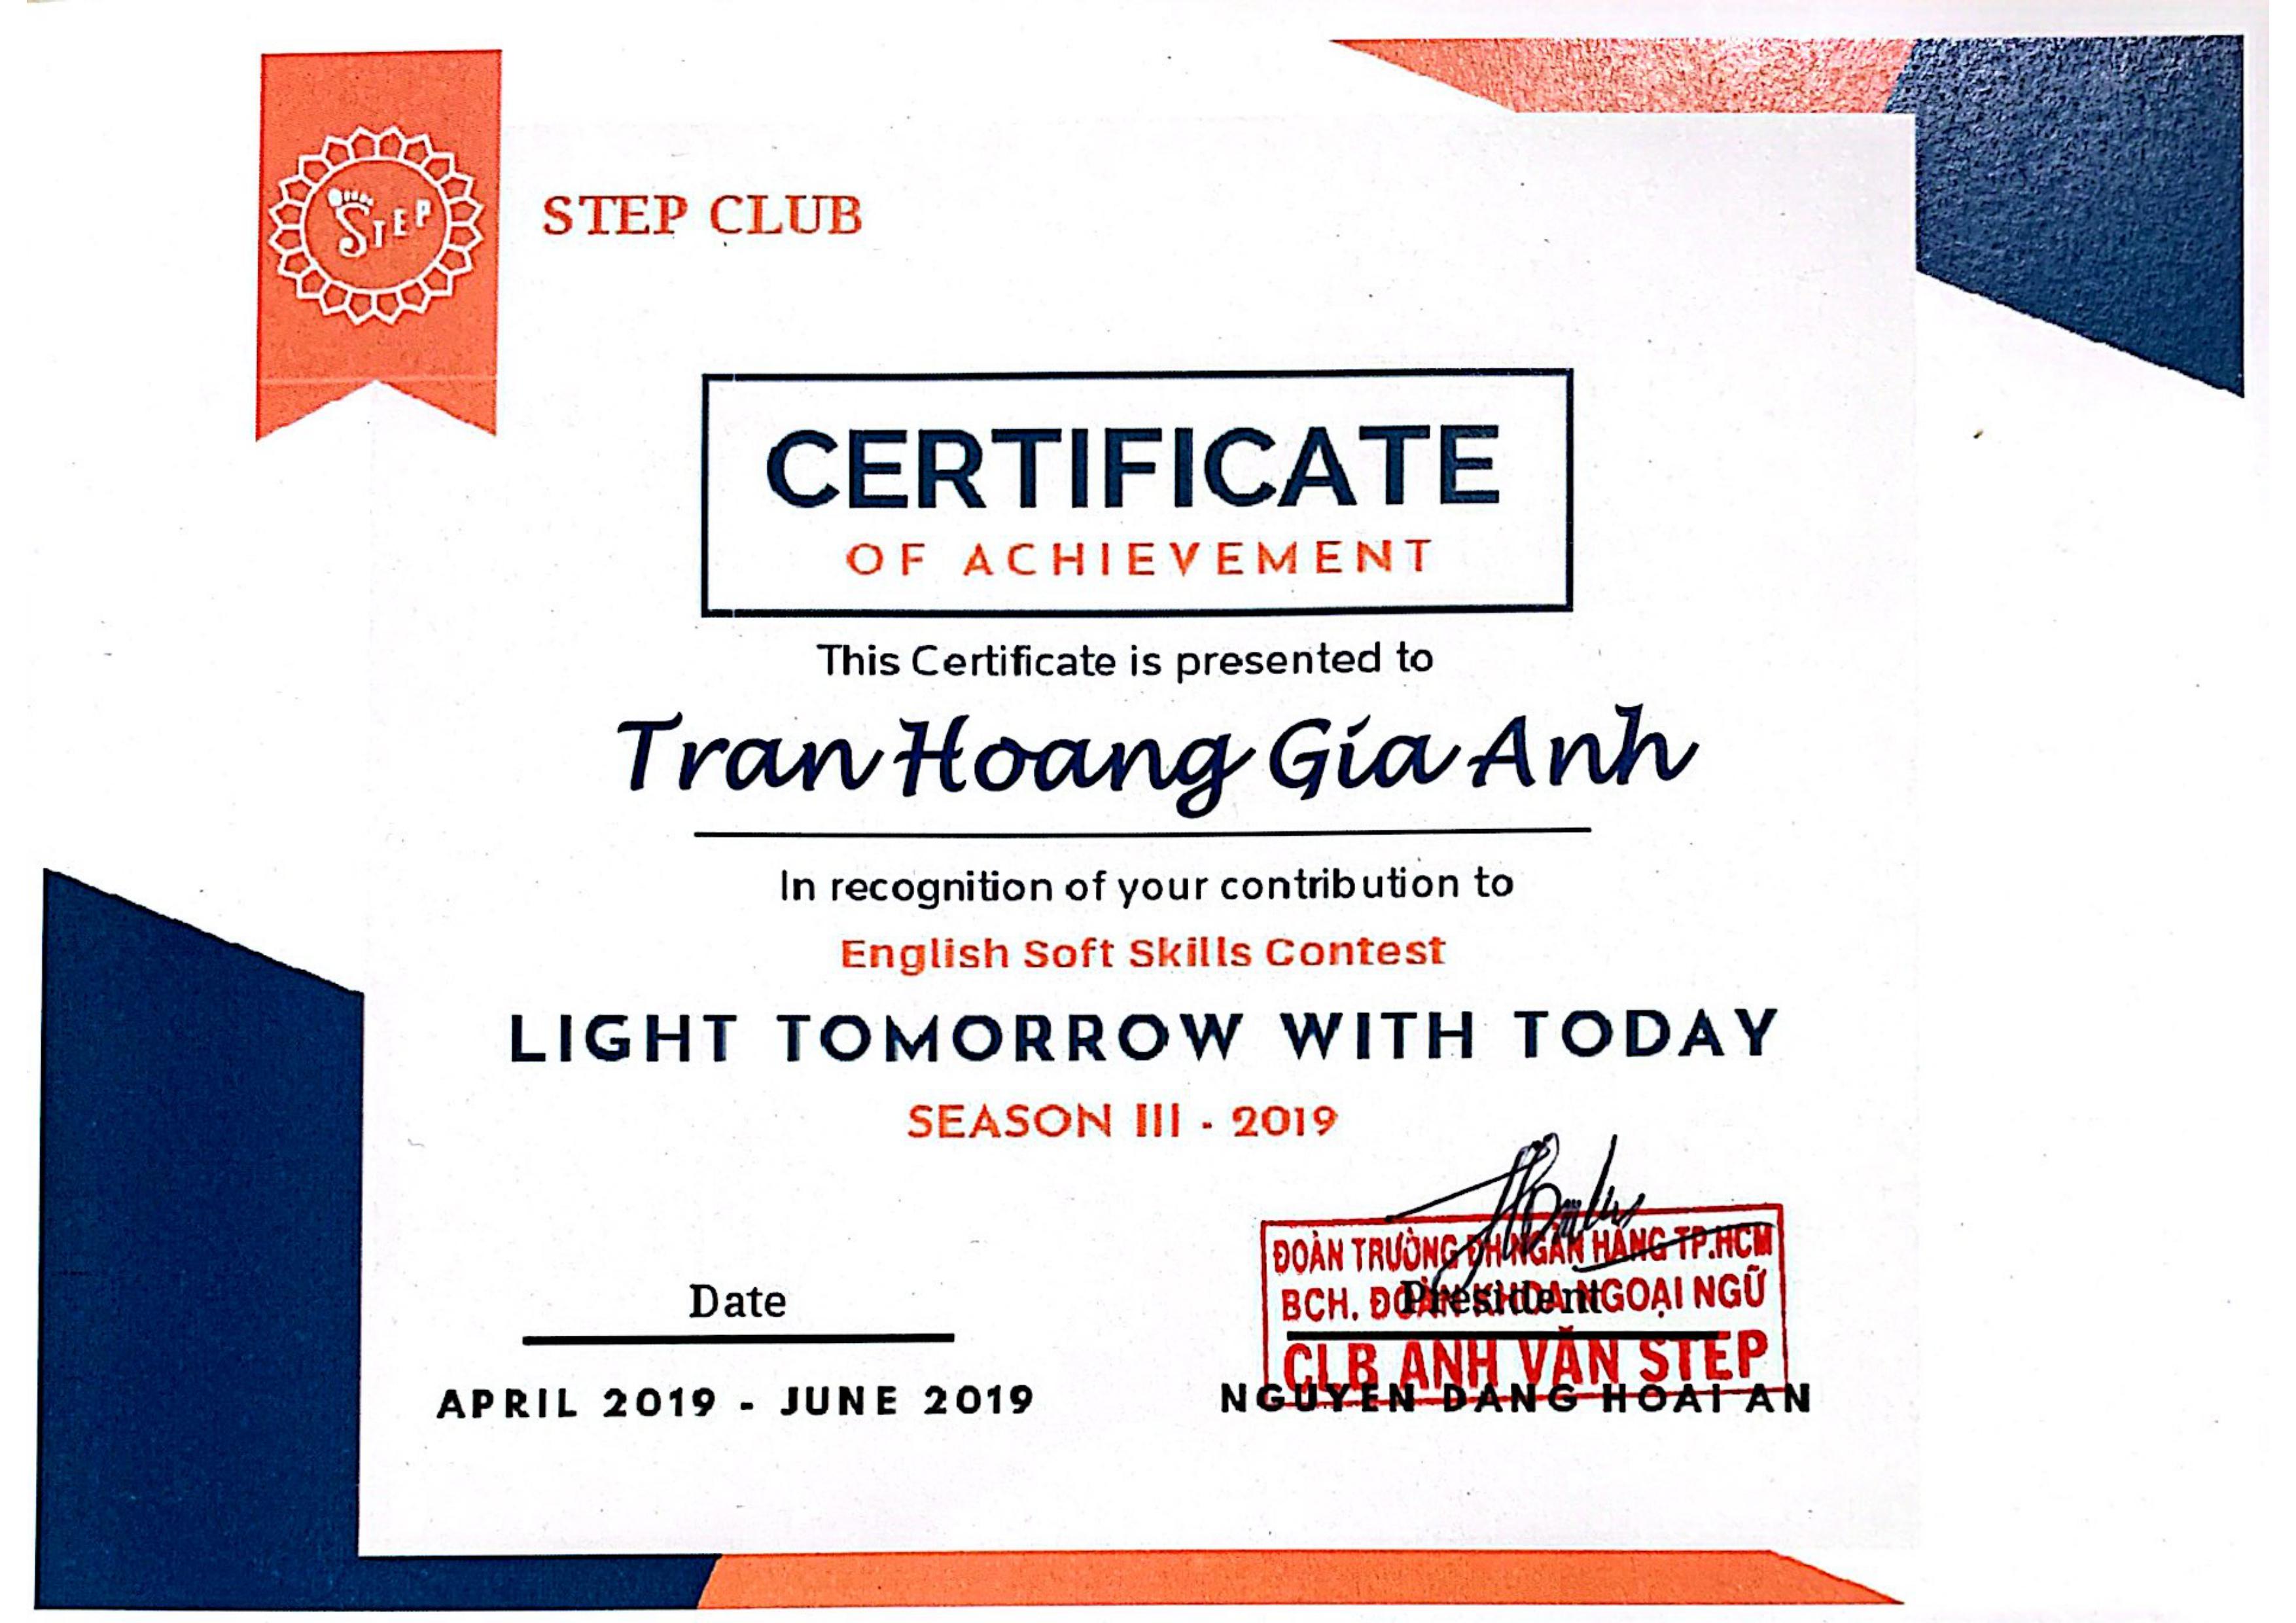 STEP
STEP CLUB
CERTIFICATE
OF ACHIEVEMENT
This Certificate is presented to
Tran Hoang Gia Anh
In recognition of your contribution to
English Soft Skills Contest
LIGHT TOMORROW WITH TODAY
SEASON III - 2019
ĐOÀN TRƯỜNG ĐH NGÂN HÀNG TP.HCM
BCH. ĐOÀN KHOA NGOẠI NGỮ
CLB ANH VĂN STEP
Date
President
APRIL 2019 - JUNE 2019
NGUYEN DANG HOAI AN